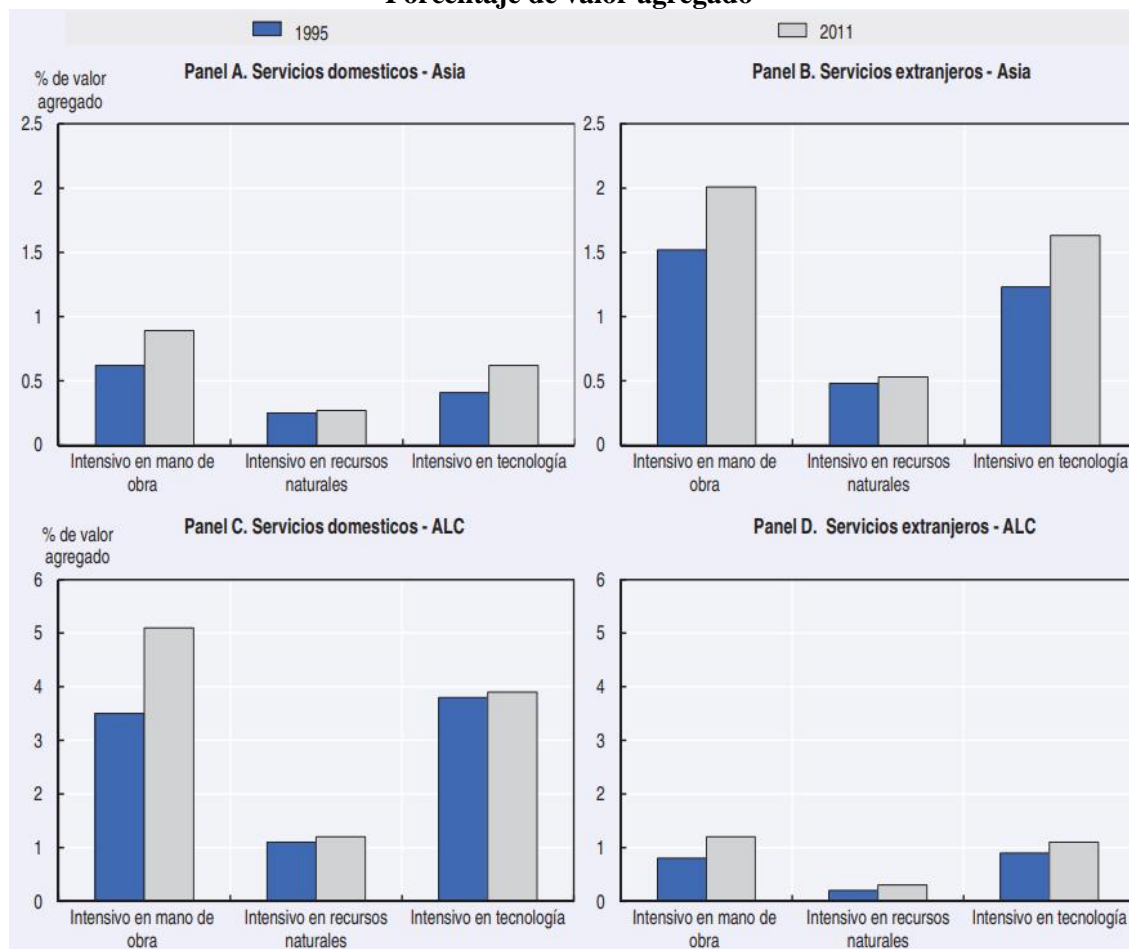 Porcentaje de valor agregado
1995 2011
Panel A. Servicios domesticos - Asia
% de valor
agregado
2.5
2
1.5
1
0.5
0
Intensivo en mano de
obra
Intensivo en recursos
naturales
Intensivo en tecnología
Panel B. Servicios extranjeros - Asia
2.5
2
1.5
1
0.5
0
Intensivo en mano de
obra
Intensivo en recursos
naturales
Intensivo en tecnología
Panel C. Servicios domesticos - ALC
% de valor
agregado
6
5
4
3
2
1
0
Intensivo en mano de
obra
Intensivo en recursos
naturales
Intensivo en tecnología
Panel D. Servicios extranjeros - ALC
6
5
4
3
2
1
0
Intensivo en mano de
obra
Intensivo en recursos
naturales
Intensivo en tecnología